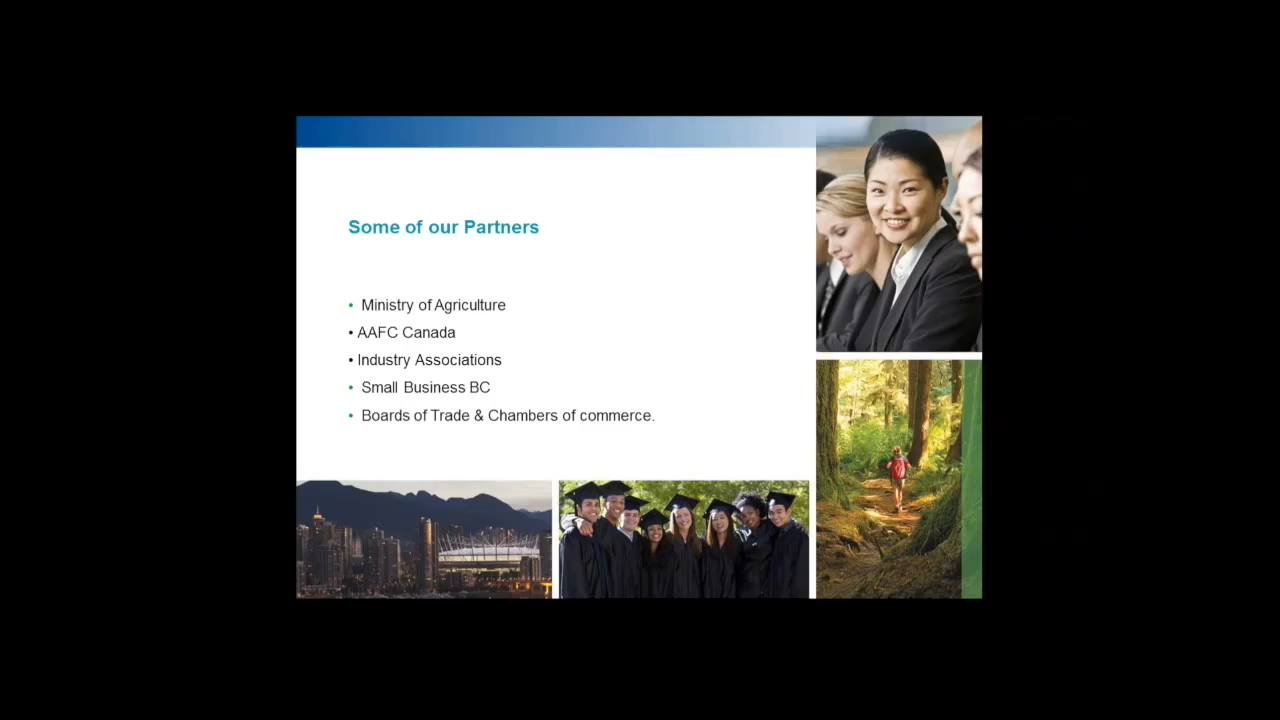 Some of our Partners
• Ministry of Agriculture
• AAFC Canada
• Industry Associations
• Small Business BC
• Boards of Trade & Chambers of commerce.